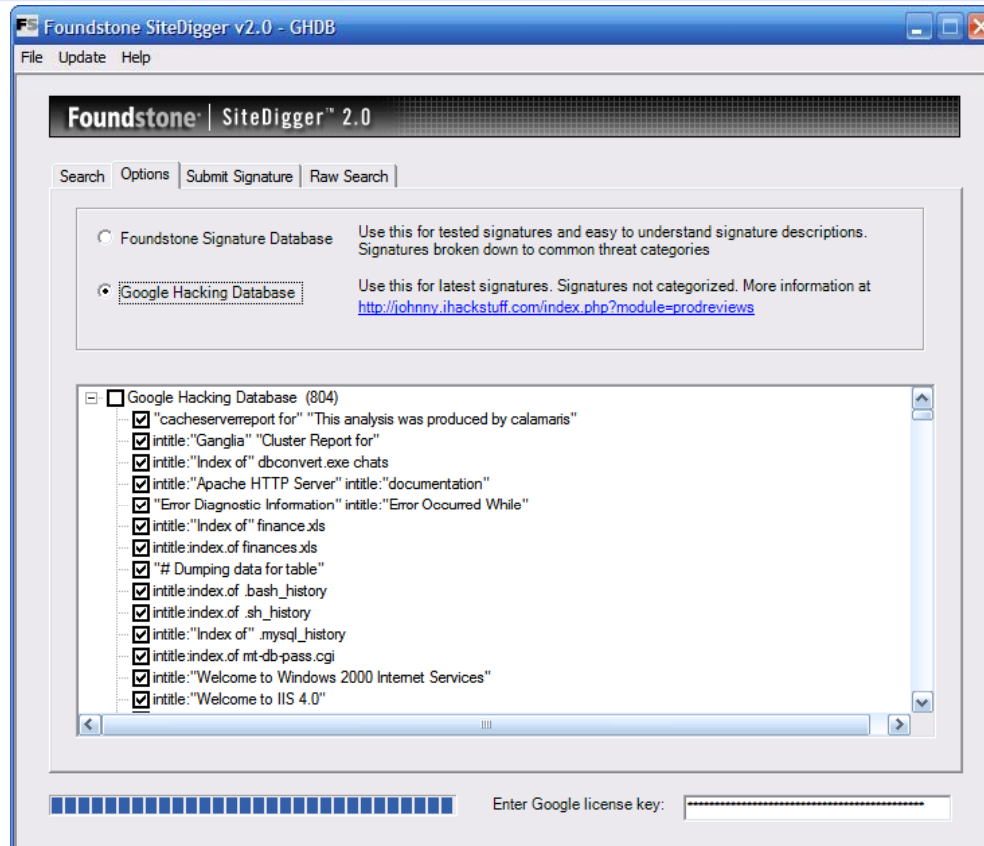 FS Foundstone SiteDigger v2.0 - GHDB
File Update Help
Foundstone | SiteDigger™ 2.0
Search Options Submit Signature Raw Search
Foundstone Signature Database
Use this for tested signatures and easy to understand signature descriptions.
Signatures broken down to common threat categories
Google Hacking Database
Use this for latest signatures. Signatures not categorized. More information at
http://johnny.ihackstuff.com/index.php?module=prodreviews
Google Hacking Database (804)
"cacheserverreport for" "This analysis was produced by calamaris"
intitle:"Ganglia" "Cluster Report for"
intitle:"Index of" dbconvert.exe chats
intitle:"Apache HTTP Server" intitle:"documentation"
"Error Diagnostic Information" intitle:"Error Occurred While"
intitle:"Index of" finance.xls
intitle:index.of finances.xls
"# Dumping data for table"
intitle:index.of .bash_history
intitle:index.of .sh_history
intitle:"Index of" .mysql_history
intitle:index.of mt-db-pass.cgi
intitle:"Welcome to Windows 2000 Internet Services"
intitle:"Welcome to IIS 4.0"
Enter Google license key: